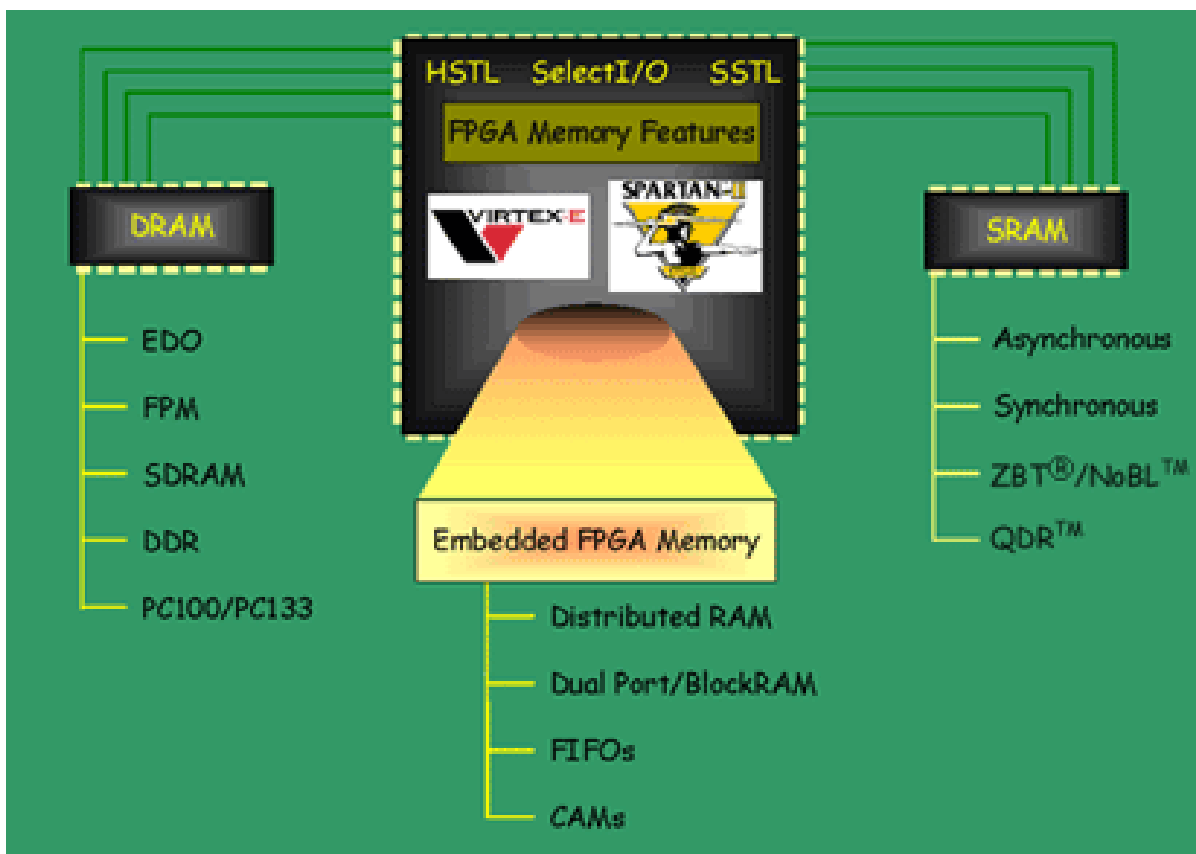 HSTL SelectI/O SSTL
FPGA Memory Features
VIRTEX-E
SPARTAN-II
DRAM
EDO
FPM
SDRAM
DDR
PC100/PC133
SRAM
Asynchronous
Synchronous
ZBT®/NoBL™
QDR™
Embedded FPGA Memory
Distributed RAM
Dual Port/BlockRAM
FIFOs
CAMs